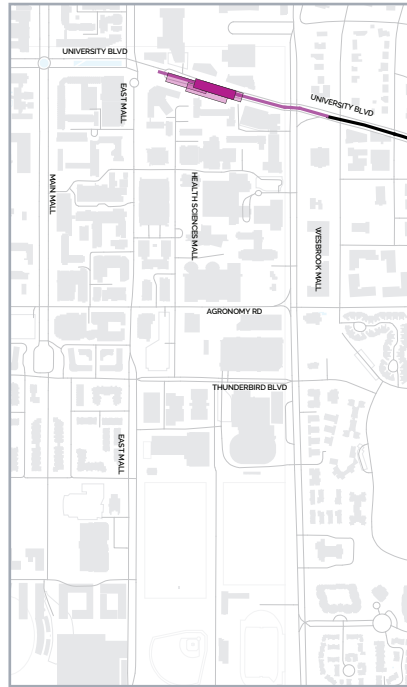 UNIVERSITY BLVD
EAST MALL
UNIVERSITY BLVD
MAIN MALL
HEALTH SCIENCES MALL
WESBROOK MALL
AGRONOMY RD
THUNDERBIRD BLVD
EAST MALL